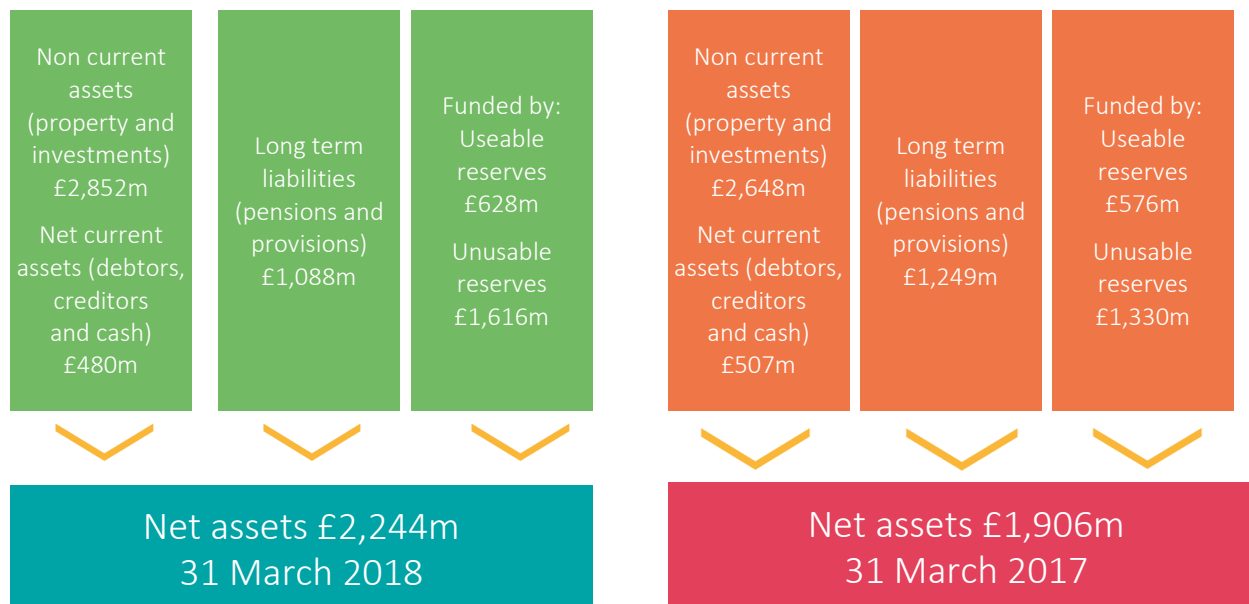 Non current
assets
(property and
investments)
£2,852m
Net current
assets (debtors,
creditors
and cash)
£480m
Long term
liabilities
(pensions and
provisions)
£1,088m
Funded by:
Useable
reserves
£628m
Unusable
reserves
£1,616m
Net assets £2,244m
31 March 2018
Non current
assets
(property and
investments)
£2,648m
Net current
assets (debtors,
creditors
and cash)
£507m
Long term
liabilities
(pensions and
provisions)
£1,249m
Funded by:
Useable
reserves
£576m
Unusable
reserves
£1,330m
Net assets £1,906m
31 March 2017